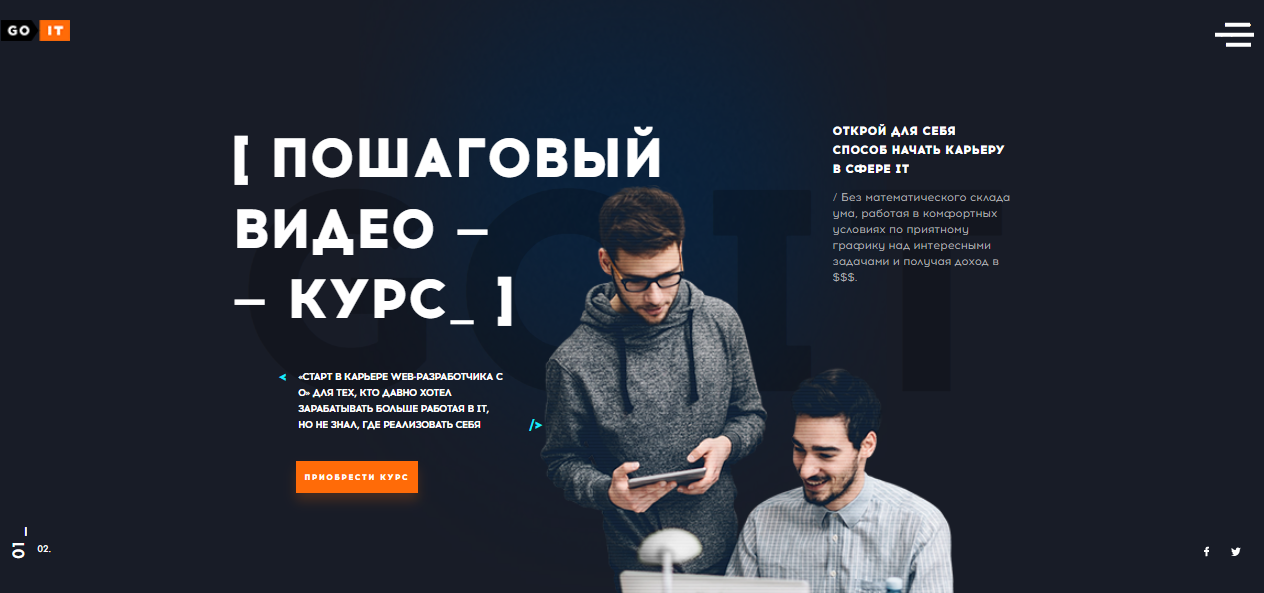 GO IT
[ ПОШАГОВЫЙ
ВИДЕО –
– КУРС_ ]
ОТКРОЙ ДЛЯ СЕБЯ
СПОСОБ НАЧАТЬ КАРЬЕРУ
В СФЕРЕ IT
/ Без математического склада
ума, работая в комфортных
условиях по приятному
графику над интересными
задачами и получая доход в
$$$.
GO IT
< «СТАРТ В КАРЬЕРЕ WEB-РАЗРАБОТЧИКА С
О» ДЛЯ ТЕХ, КТО ДАВНО ХОТЕЛ
ЗАРАБАТЫВАТЬ БОЛЬШЕ РАБОТАЯ В IT,
НО НЕ ЗНАЛ, ГДЕ РЕАЛИЗОВАТЬ СЕБЯ />
ПРИОБРЕСТИ КУРС
01 –
02.